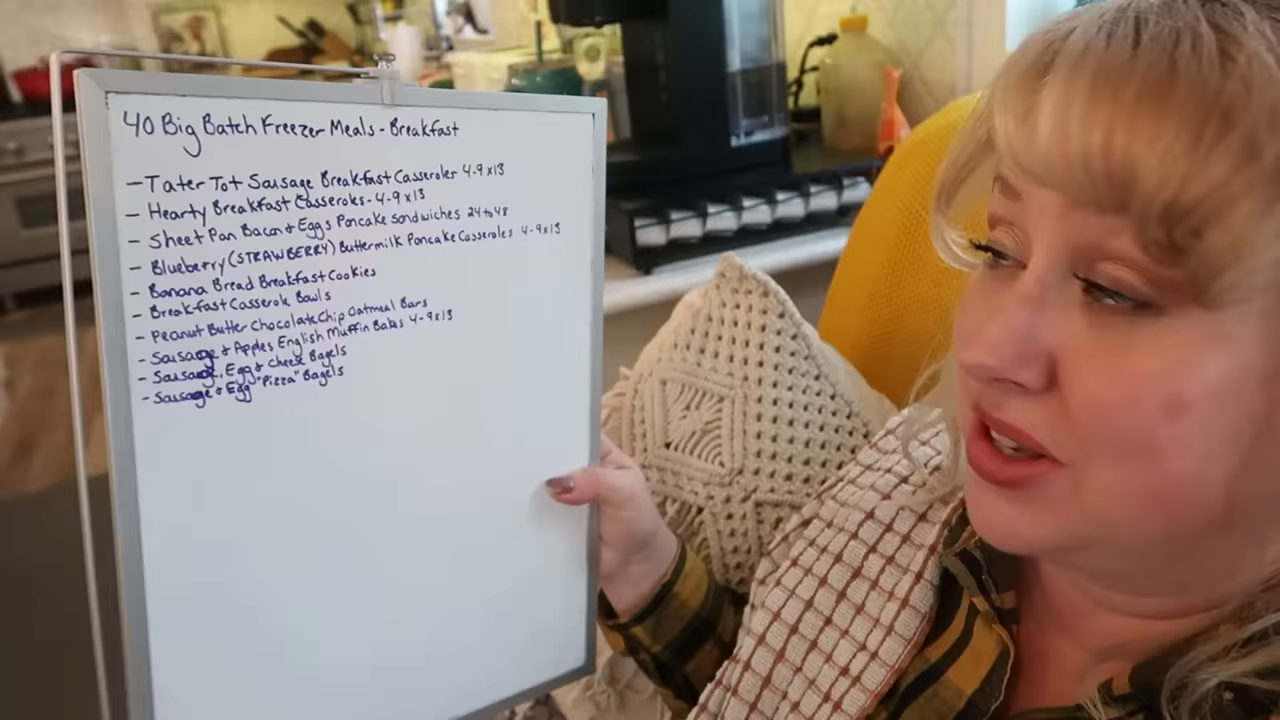 40 Big Batch Freezer Meals - Breakfast
- Tater Tot Sausage Breakfast Casseroles 4-9x13
- Hearty Breakfast Casseroles - 4-9x13
- Sheet Pan Bacon & Eggs Pancake Sandwiches 24 to 48
- Blueberry (STRAWBERRY) Buttermilk Pancake Casseroles 4-9x13
- Banana Bread Breakfast Cookies
- Breakfast Casserole Bowls
- Peanut Butter Chocolate Chip Oatmeal Bars
- Sausage & Apples English Muffin Bakes 4-9x13
- Sausage, Egg & Cheese Bagels
- Sausage & Egg "Pizza" Bagels